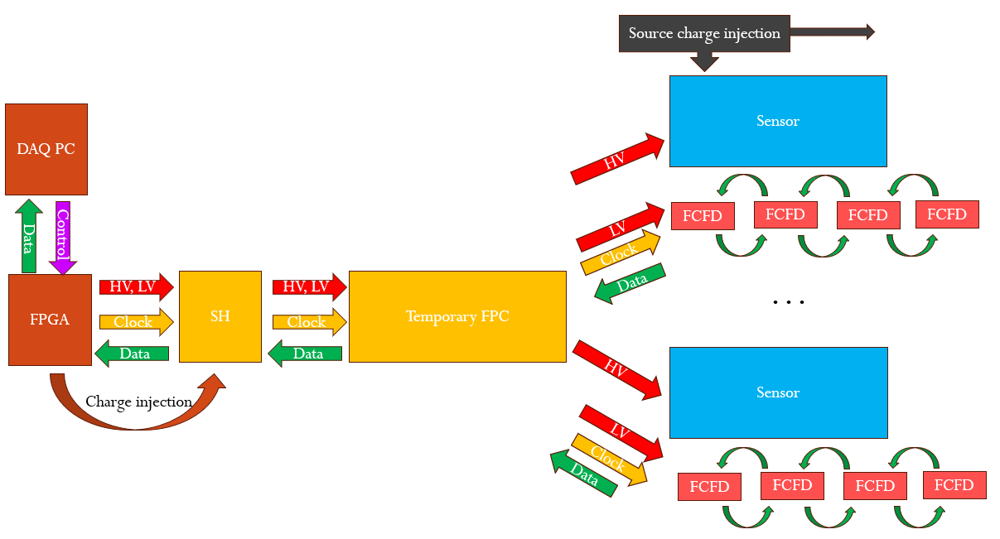 Source charge injection
Sensor
DAQ PC
HV
FCFD
FCFD
FCFD
FCFD
LV
Clock
Data
Data
Control
HV, LV
HV, LV
FPGA
SH
Temporary FPC
Clock
Clock
Data
Data
. . .
Charge injection
HV
Sensor
LV
Clock
Data
FCFD
FCFD
FCFD
FCFD